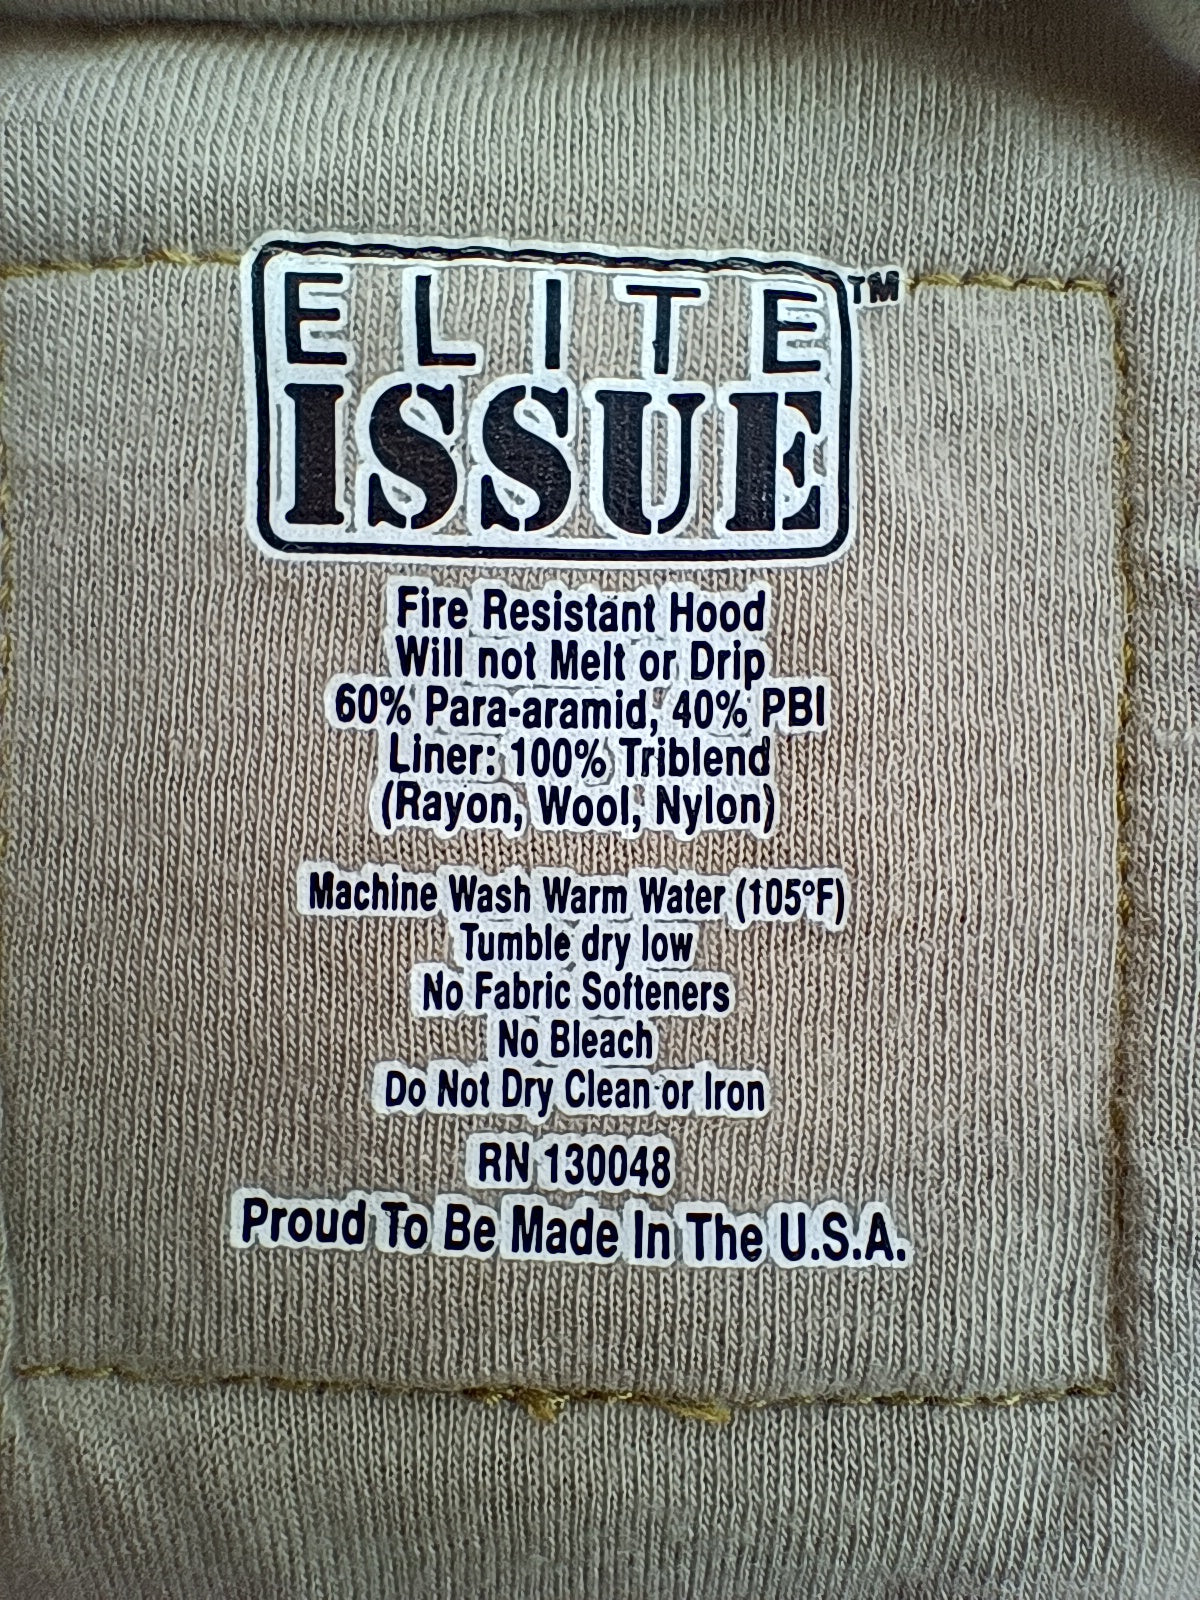 ELITE™
ISSUE
Fire Resistant Hood
Will not Melt or Drip
60% Para-aramid, 40% PBI
Liner: 100% Triblend
(Rayon, Wool, Nylon)
Machine Wash Warm Water (105°F)
Tumble dry low
No Fabric Softeners
No Bleach
Do Not Dry Clean or Iron
RN 130048
Proud To Be Made In The U.S.A.